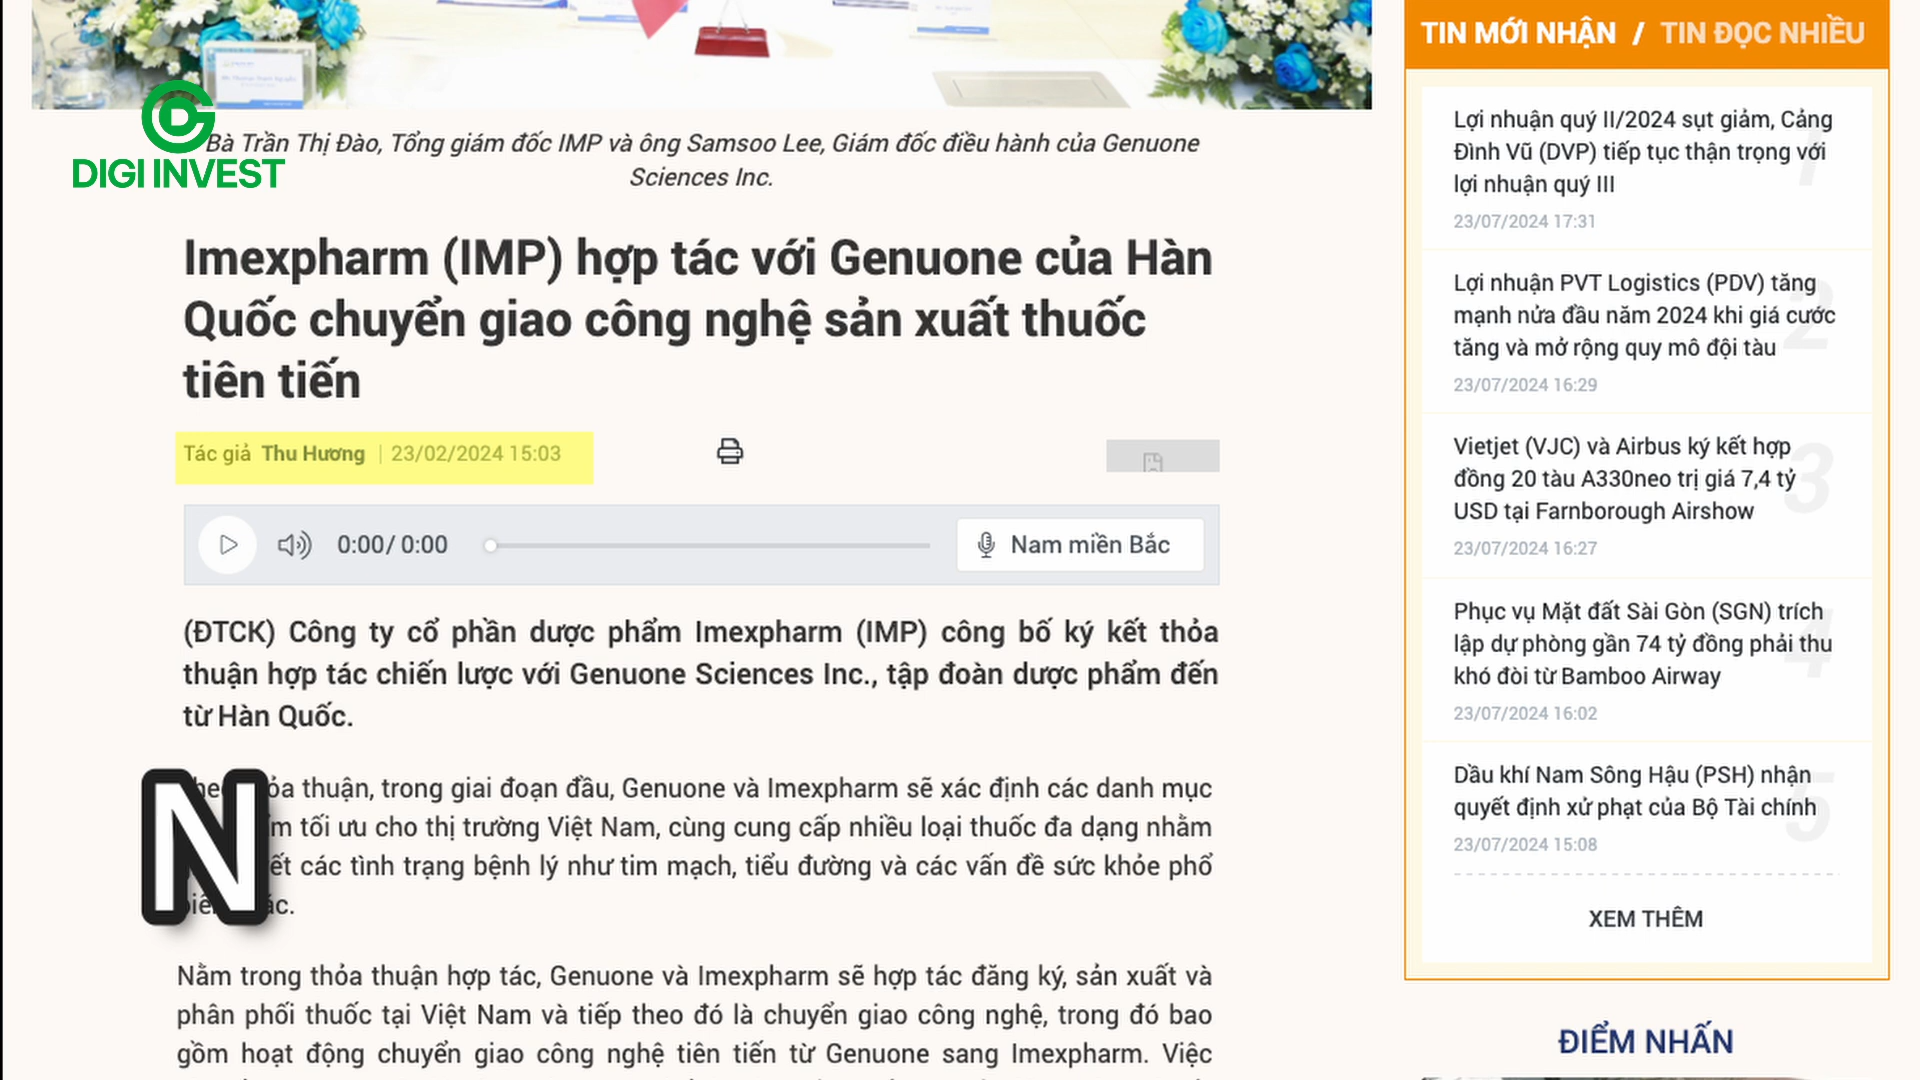 DIGI INVEST
Bà Trần Thị Đào, Tổng giám đốc IMP và ông Samsoo Lee, Giám đốc điều hành của Genuone
Sciences Inc.
Imexpharm (IMP) hợp tác với Genuone của Hàn
Quốc chuyển giao công nghệ sản xuất thuốc
tiên tiến
Tác giả Thu Hương | 23/02/2024 15:03
0:00/ 0:00
Nam miền Bắc
(ĐTCK) Công ty cổ phần dược phẩm Imexpharm (IMP) công bố ký kết thỏa
thuận hợp tác chiến lược với Genuone Sciences Inc., tập đoàn dược phẩm đến
từ Hàn Quốc.
N
thuận, trong giai đoạn đầu, Genuone và Imexpharm sẽ xác định các danh mục
tối ưu cho thị trường Việt Nam, cùng cung cấp nhiều loại thuốc đa dạng nhằm
các tình trạng bệnh lý như tim mạch, tiểu đường và các vấn đề sức khỏe phổ
Nằm trong thỏa thuận hợp tác, Genuone và Imexpharm sẽ hợp tác đăng ký, sản xuất và
phân phối thuốc tại Việt Nam và tiếp theo đó là chuyển giao công nghệ, trong đó bao
gồm hoạt động chuyển giao công nghệ tiên tiến từ Genuone sang Imexpharm. Việc
TIN MỚI NHẬN / TIN ĐỌC NHIỀU
Lợi nhuận quý II/2024 sụt giảm, Cảng
Đình Vũ (DVP) tiếp tục thận trọng với
lợi nhuận quý III
1
23/07/2024 17:31
Lợi nhuận PVT Logistics (PDV) tăng
mạnh nửa đầu năm 2024 khi giá cước
tăng và mở rộng quy mô đội tàu
2
23/07/2024 16:29
Vietjet (VJC) và Airbus ký kết hợp
đồng 20 tàu A330neo trị giá 7,4 tỷ
USD tại Farnborough Airshow
3
23/07/2024 16:27
Phục vụ Mặt đất Sài Gòn (SGN) trích
lập dự phòng gần 74 tỷ đồng phải thu
khó đòi từ Bamboo Airway
4
23/07/2024 16:02
Dầu khí Nam Sông Hậu (PSH) nhận
quyết định xử phạt của Bộ Tài chính
5
23/07/2024 15:08
XEM THÊM
ĐIỂM NHẤN